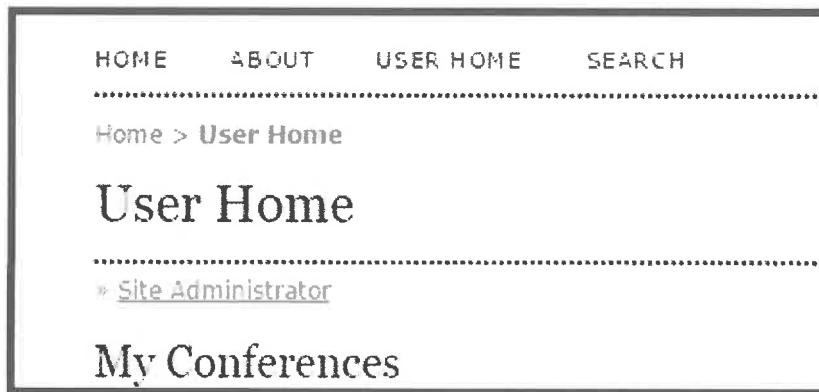 HOME ABOUT USER HOME SEARCH
Home > User Home
User Home
» Site Administrator
My Conferences